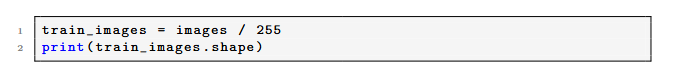 1 train_images = images / 255
2 print(train_images.shape)